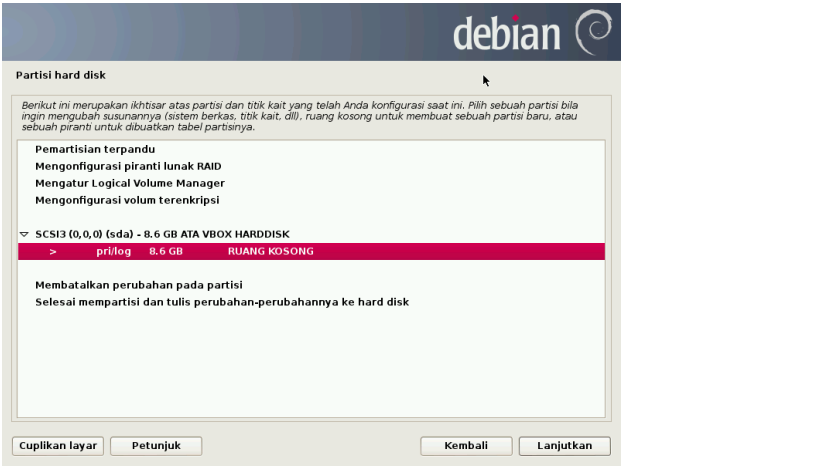 debian
Partisi hard disk
Berikut ini merupakan ikhtisar atas partisi dan titik kait yang telah Anda konfigurasi saat ini. Pilih sebuah partisi bila
ingin mengubah susunannya (sistem berkas, titik kait, dll), ruang kosong untuk membuat sebuah partisi baru, atau
sebuah piranti untuk dibuatkan tabel partisinya.
Pemartisian terpandu
Mengonfigurasi piranti lunak RAID
Mengatur Logical Volume Manager
Mengonfigurasi volum terenkripsi
SCSI3 (0,0,0) (sda) - 8.6 GB ATA VBOX HARDDISK
> pri/log 8.6 GB RUANG KOSONG
Membatalkan perubahan pada partisi
Selesai mempartisi dan tulis perubahan-perubahannya ke hard disk
Cuplikan layar Petunjuk Kembali Lanjutkan